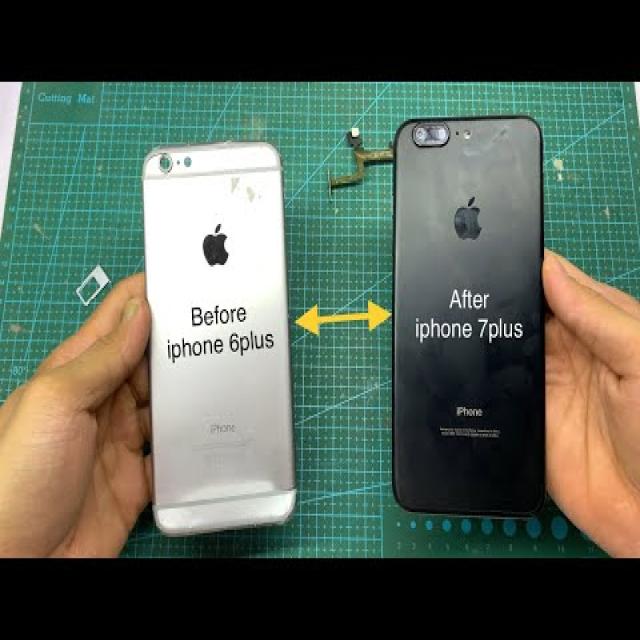 Cutting Mat
Before
iphone 6plus
After
iphone 7plus
iPhone
iPhone